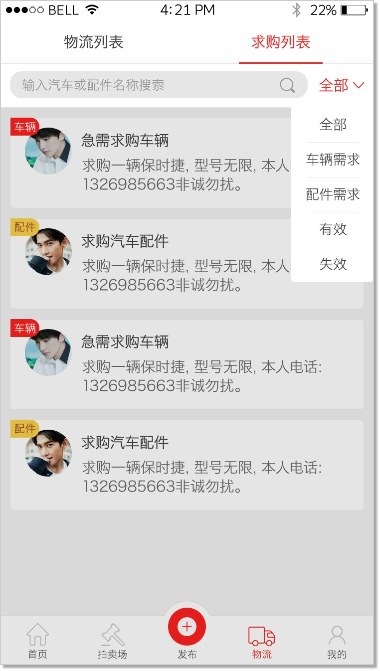 BELL 4:21 PM 22%
物流列表 求购列表
输入汽车或配件名称搜索 全部
全部
车辆需求
配件需求
有效
失效
车辆
急需求购车辆
求购一辆保时捷, 型号无限, 本人
1326985663非诚勿扰。
配件
求购汽车配件
求购一辆保时捷, 型号无限, 本人
1326985663非诚勿扰。
车辆
急需求购车辆
求购一辆保时捷, 型号无限, 本人电话:
1326985663非诚勿扰。
配件
求购汽车配件
求购一辆保时捷, 型号无限, 本人电话:
1326985663非诚勿扰。
首页 拍卖场 发布 物流 我的